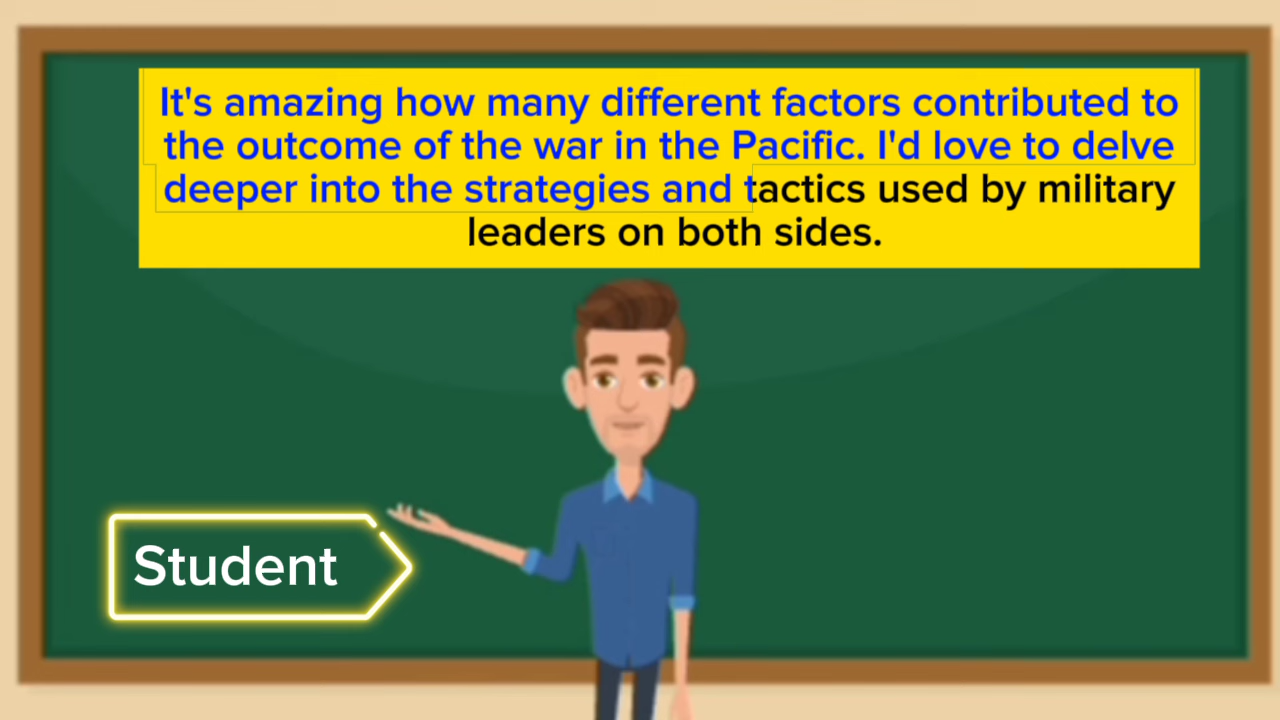 It's amazing how many different factors contributed to
the outcome of the war in the Pacific. I'd love to delve
deeper into the strategies and tactics used by military
leaders on both sides.
Student